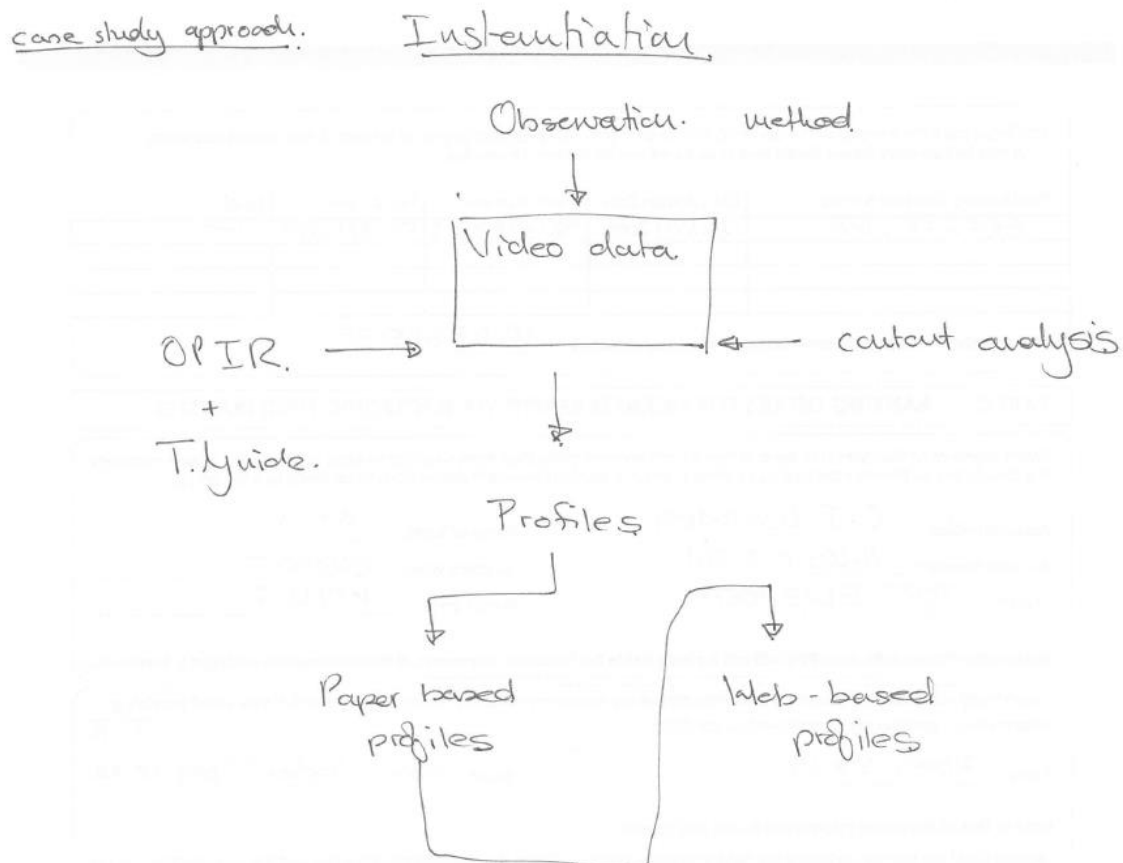 case study approach. Instantiation
Observation method
Video data
OPIR. content analysis
+
T. Guide.
Profiles
Paper based Web-based
profiles profiles